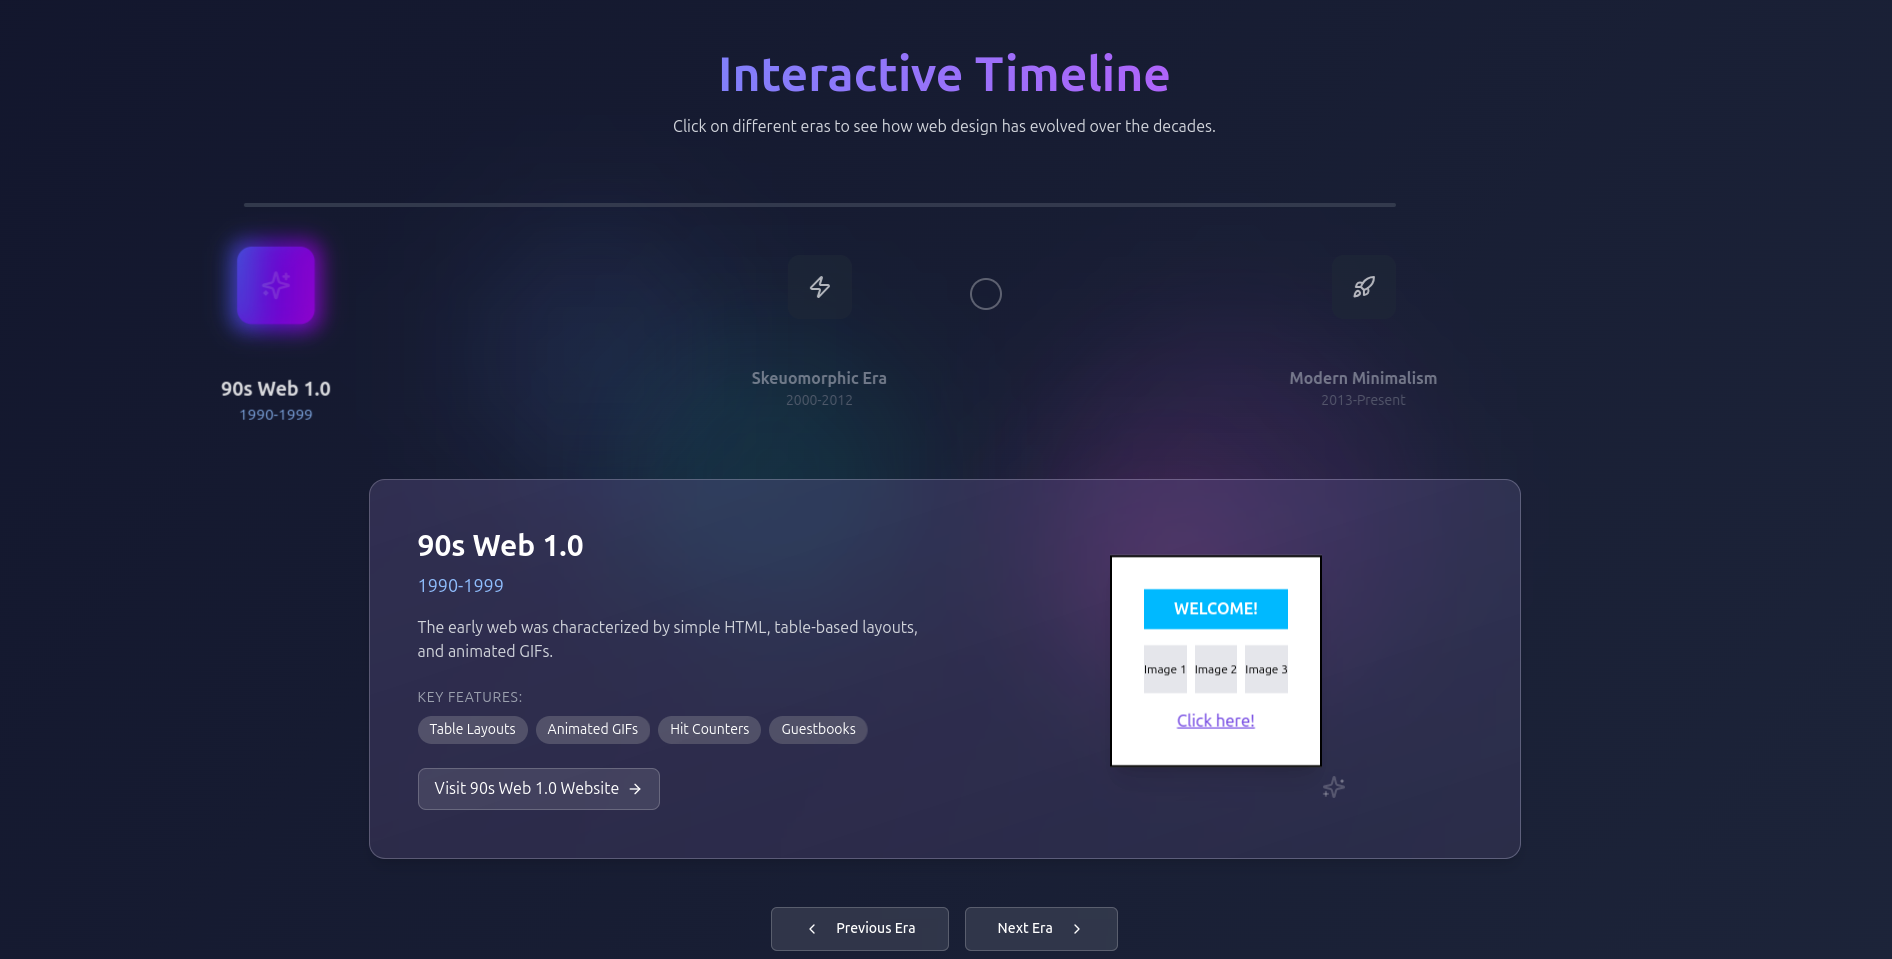 Interactive Timeline
Click on different eras to see how web design has evolved over the decades.
90s Web 1.0
1990-1999
Skeuomorphic Era
2000-2012
Modern Minimalism
2013-Present
90s Web 1.0
1990-1999
The early web was characterized by simple HTML, table-based layouts,
and animated GIFs.
KEY FEATURES:
Table Layouts Animated GIFs Hit Counters Guestbooks
Visit 90s Web 1.0 Website
WELCOME!
Image 1 Image 2 Image 3
Click here!
Previous Era Next Era